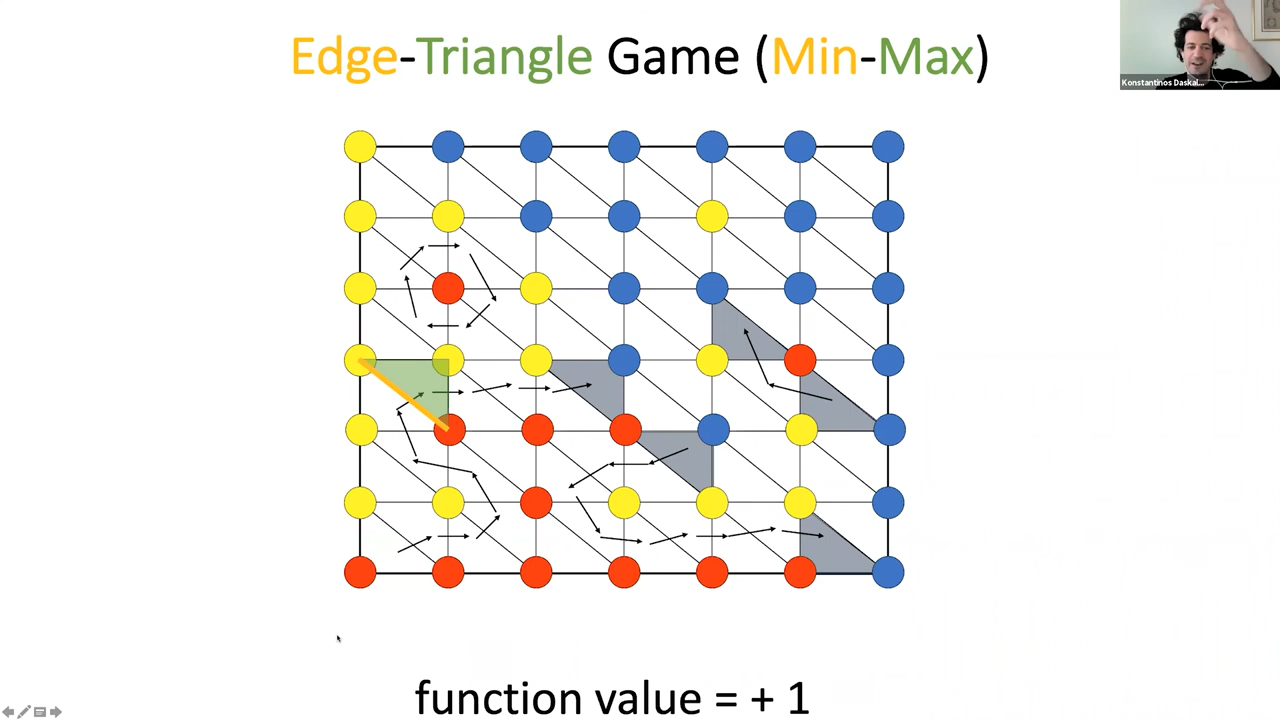 Edge-Triangle Game (Min-Max)
Konstantinos Daskal...
function value = + 1